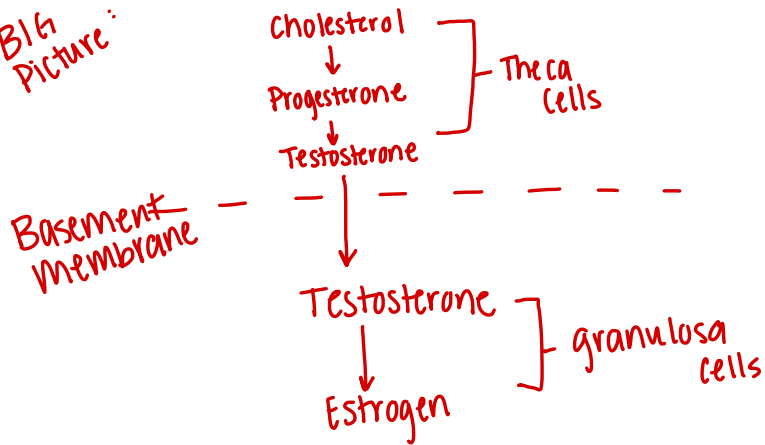 BIG
Picture:
Cholesterol
Progesterone
Testosterone
Theca
cells
Basement
membrane
Testosterone
Estrogen
granulosa
cells